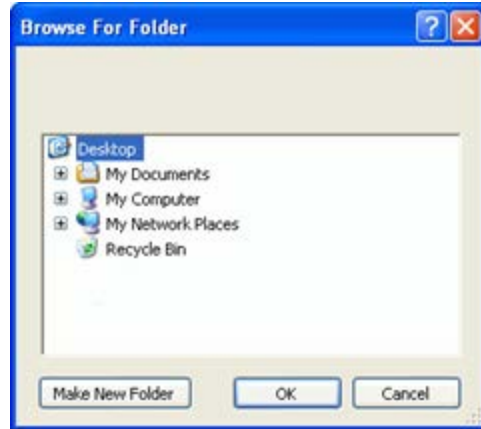 Browse For Folder
Desktop
My Documents
My Computer
My Network Places
Recycle Bin
Make New Folder
OK
Cancel